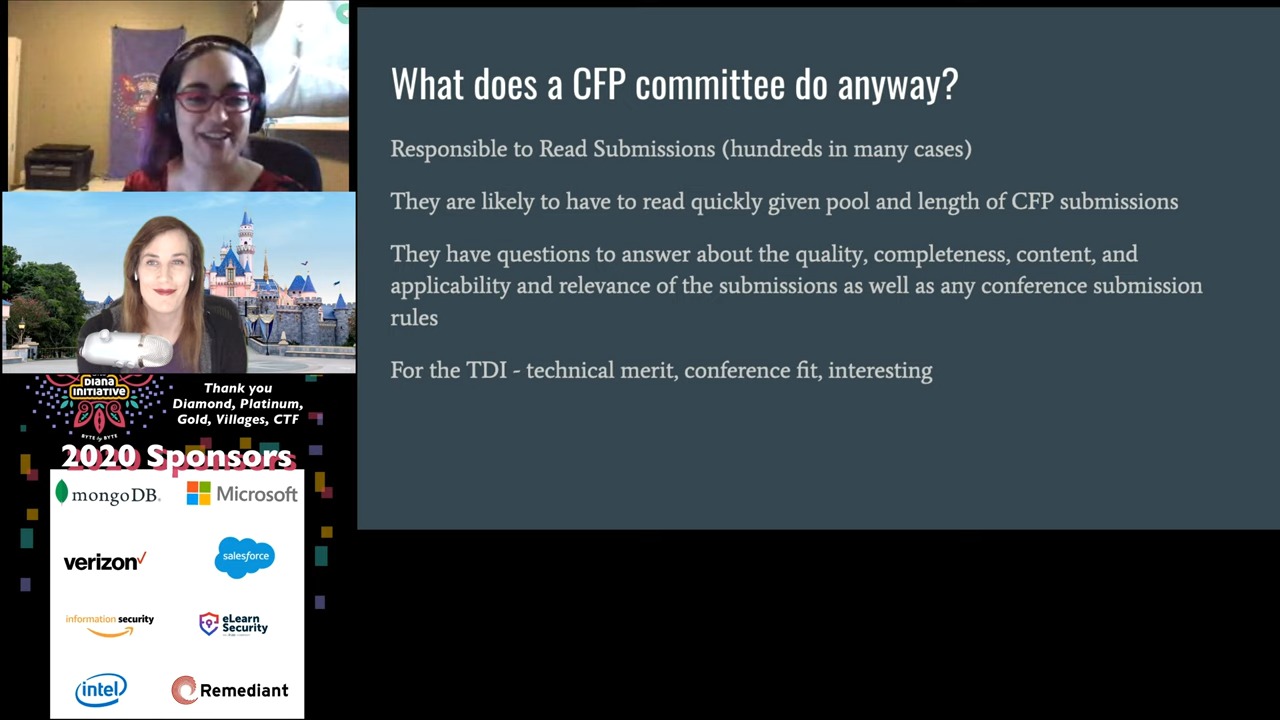 What does a CFP committee do anyway?
Responsible to Read Submissions (hundreds in many cases)
They are likely to have to read quickly given pool and length of CFP submissions
They have questions to answer about the quality, completeness, content, and
applicability and relevance of the submissions as well as any conference submission
rules
For the TDI - technical merit, conference fit, interesting
DIANA
INITIATIVE
BYTE by BYTE
Thank you
Diamond, Platinum,
Gold, Villages, CTF
2020 Sponsors
mongoDB.
Microsoft
verizon
salesforce
information security
eLearn
Security
intel
Remediant